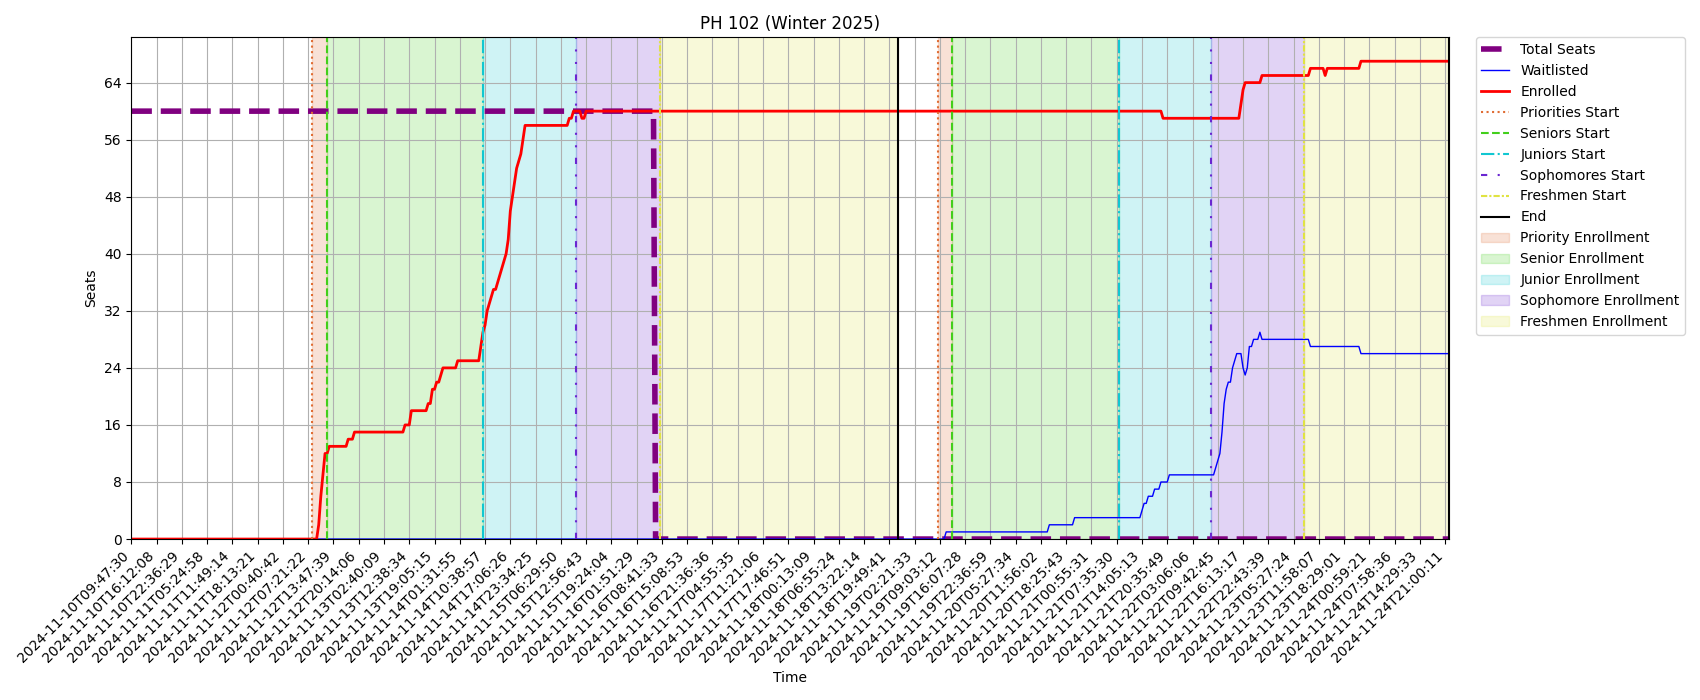 PH 102 (Winter 2025)
Total Seats
Waitlisted
Enrolled
Priorities Start
Seniors Start
Juniors Start
Sophomores Start
Freshmen Start
End
Priority Enrollment
Senior Enrollment
Junior Enrollment
Sophomore Enrollment
Freshmen Enrollment
Seats
64
56
48
40
32
24
16
8
0
2024-11-10T09:47:30
2024-11-10T16:12:08
2024-11-10T22:36:29
2024-11-11T05:24:58
2024-11-11T11:49:14
2024-11-11T18:13:21
2024-11-12T00:40:42
2024-11-12T07:21:22
2024-11-12T13:47:39
2024-11-12T20:14:06
2024-11-13T02:40:09
2024-11-13T12:38:34
2024-11-13T19:05:15
2024-11-14T01:31:55
2024-11-14T10:38:57
2024-11-14T17:06:26
2024-11-14T23:34:25
2024-11-15T06:29:50
2024-11-15T12:56:43
2024-11-15T19:24:04
2024-11-16T01:51:29
2024-11-16T08:41:33
2024-11-16T15:08:53
2024-11-16T21:36:36
2024-11-17T04:55:35
2024-11-17T11:21:06
2024-11-17T17:46:51
2024-11-18T00:13:09
2024-11-18T06:55:24
2024-11-18T13:22:14
2024-11-18T19:49:41
2024-11-19T02:21:33
2024-11-19T09:03:12
2024-11-19T16:07:28
2024-11-19T22:36:59
2024-11-20T05:27:34
2024-11-20T11:56:02
2024-11-20T18:25:43
2024-11-21T00:55:31
2024-11-21T07:35:30
2024-11-21T14:05:13
2024-11-21T20:35:49
2024-11-22T03:06:06
2024-11-22T09:42:45
2024-11-22T16:13:17
2024-11-22T22:43:39
2024-11-23T05:27:24
2024-11-23T11:58:07
2024-11-23T18:29:01
2024-11-24T00:59:21
2024-11-24T07:58:36
2024-11-24T14:29:33
2024-11-24T21:00:11
Time